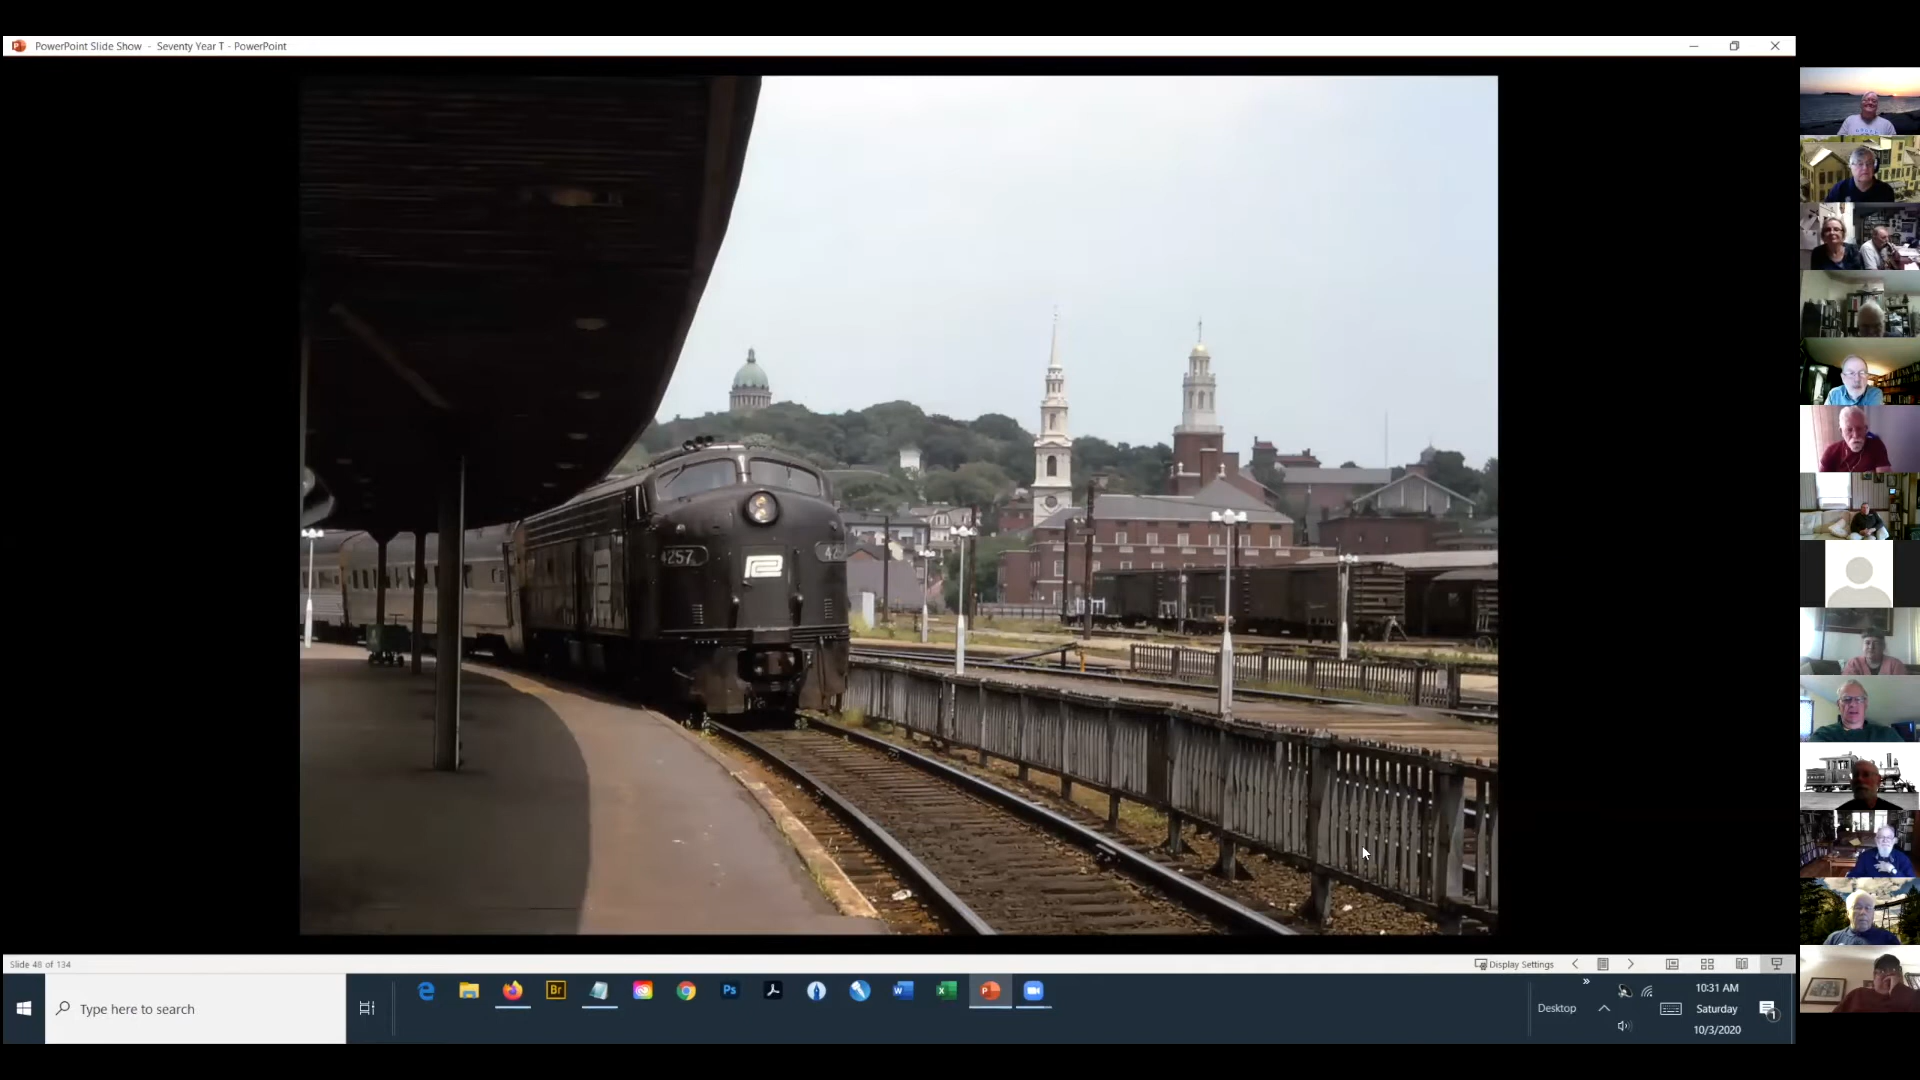 PowerPoint Slide Show - Seventy Year T - PowerPoint
4257
42
Slide 48 of 134
Display Settings
Type here to search
Desktop
10:31 AM
Saturday
10/3/2020